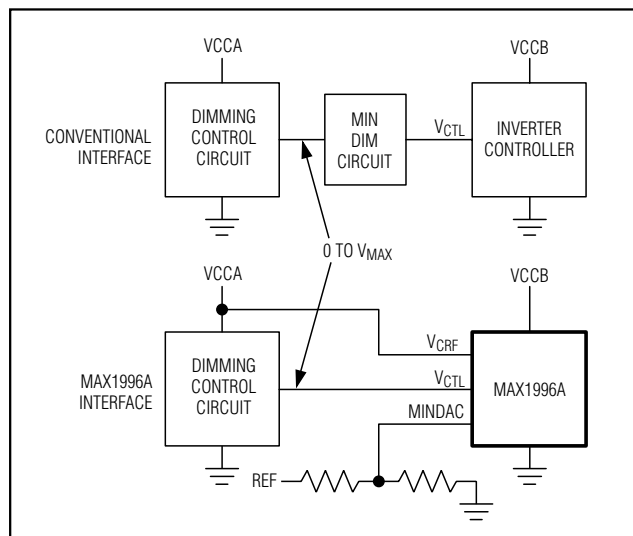 VCCA
VCCB
CONVENTIONAL
INTERFACE
DIMMING
CONTROL
CIRCUIT
MIN
DIM
CIRCUIT
VCTL
INVERTER
CONTROLLER
0 TO VMAX
VCCA
VCCB
MAX1996A
INTERFACE
DIMMING
CONTROL
CIRCUIT
VCRF
VCTL
MINDAC
MAX1996A
REF